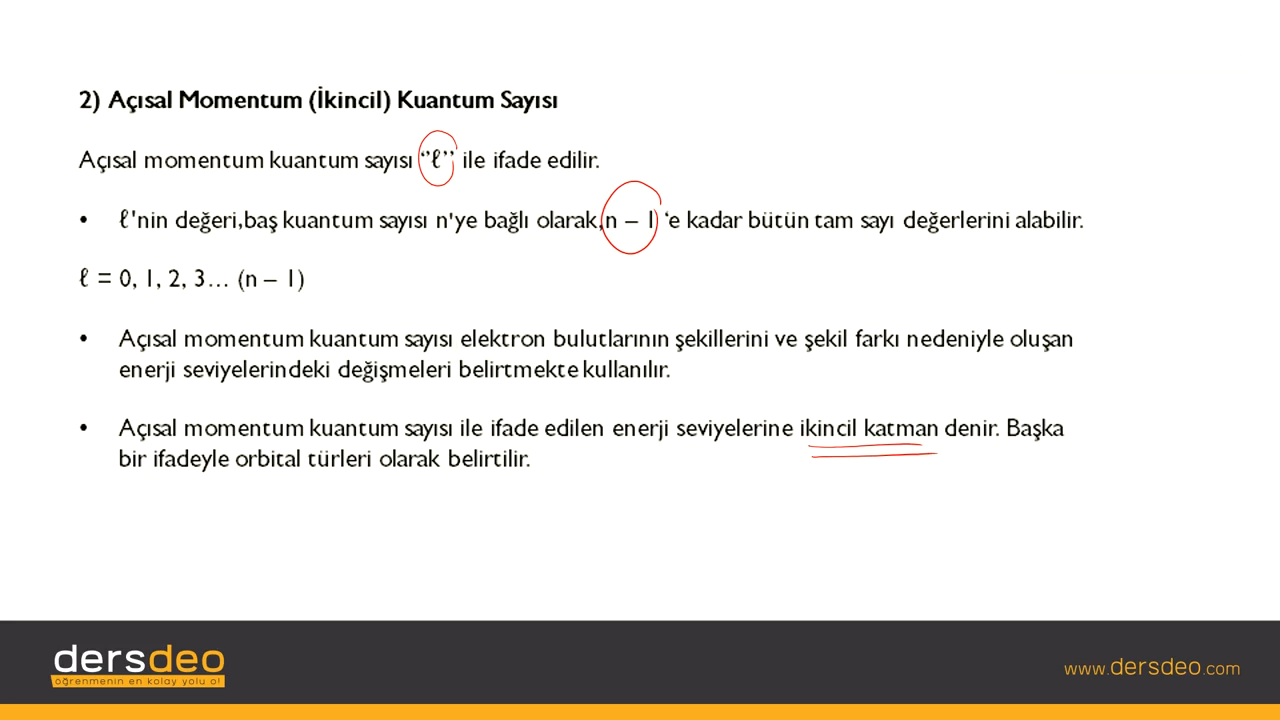 2) Açısal Momentum (İkincil) Kuantum Sayısı
Açısal momentum kuantum sayısı “ℓ” ile ifade edilir.
• ℓ'nin değeri,baş kuantum sayısı n'ye bağlı olarak,n – 1 ‘e kadar bütün tam sayı değerlerini alabilir.
ℓ = 0, 1, 2, 3… (n – 1)
• Açısal momentum kuantum sayısı elektron bulutlarının şekillerini ve şekil farkı nedeniyle oluşan
enerji seviyelerindeki değişmeleri belirtmekte kullanılır.
• Açısal momentum kuantum sayısı ile ifade edilen enerji seviyelerine ikincil katman denir. Başka
bir ifadeyle orbital türleri olarak belirtilir.
dersdeo
öğrenmenin en kolay yolu o!
www.dersdeo.com